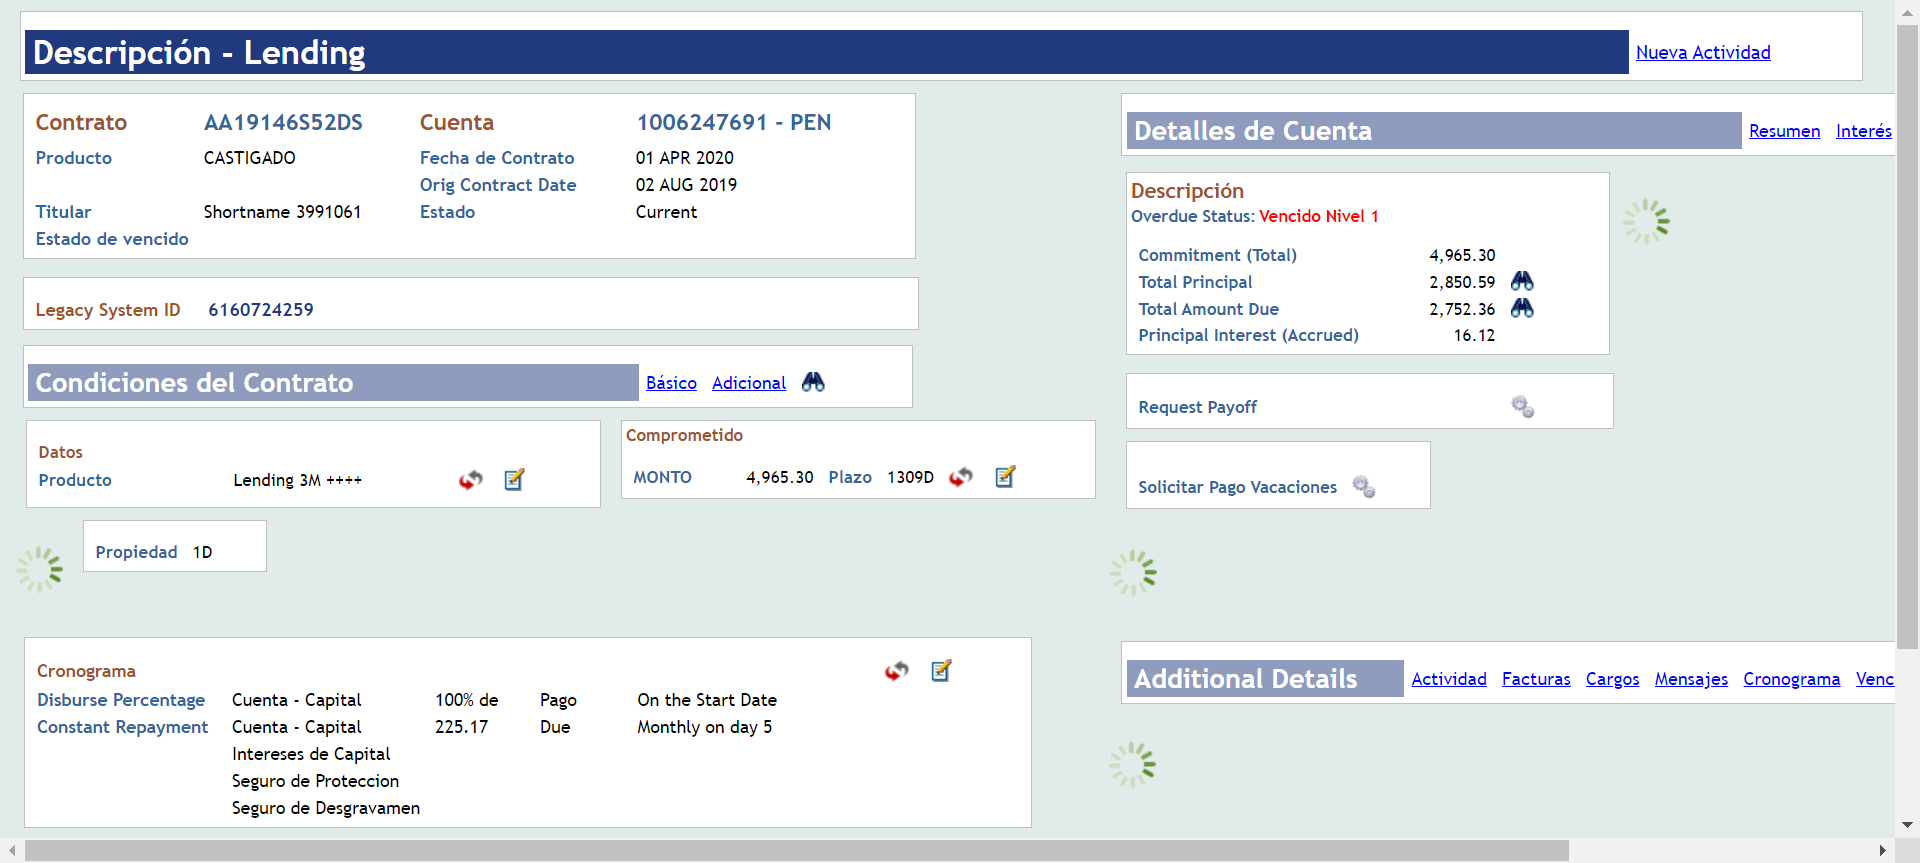 Descripción - Lending
Nueva Actividad
Contrato AA19146S52DS Cuenta 1006247691 - PEN
Producto CASTIGADO Fecha de Contrato 01 APR 2020
Orig Contract Date 02 AUG 2019
Titular Shortname 3991061 Estado Current
Estado de vencido
Legacy System ID 6160724259
Condiciones del Contrato Básico Adicional
Datos
Producto Lending 3M ++++
Comprometido
MONTO 4,965.30 Plazo 1309D
Propiedad 1D
Cronograma
Disburse Percentage Cuenta - Capital 100% de Pago On the Start Date
Constant Repayment Cuenta - Capital 225.17 Due Monthly on day 5
Intereses de Capital
Seguro de Proteccion
Seguro de Desgravamen
Detalles de Cuenta Resumen Interés
Descripción
Overdue Status: Vencido Nivel 1
Commitment (Total) 4,965.30
Total Principal 2,850.59
Total Amount Due 2,752.36
Principal Interest (Accrued) 16.12
Request Payoff
Solicitar Pago Vacaciones
Additional Details Actividad Facturas Cargos Mensajes Cronograma Venc